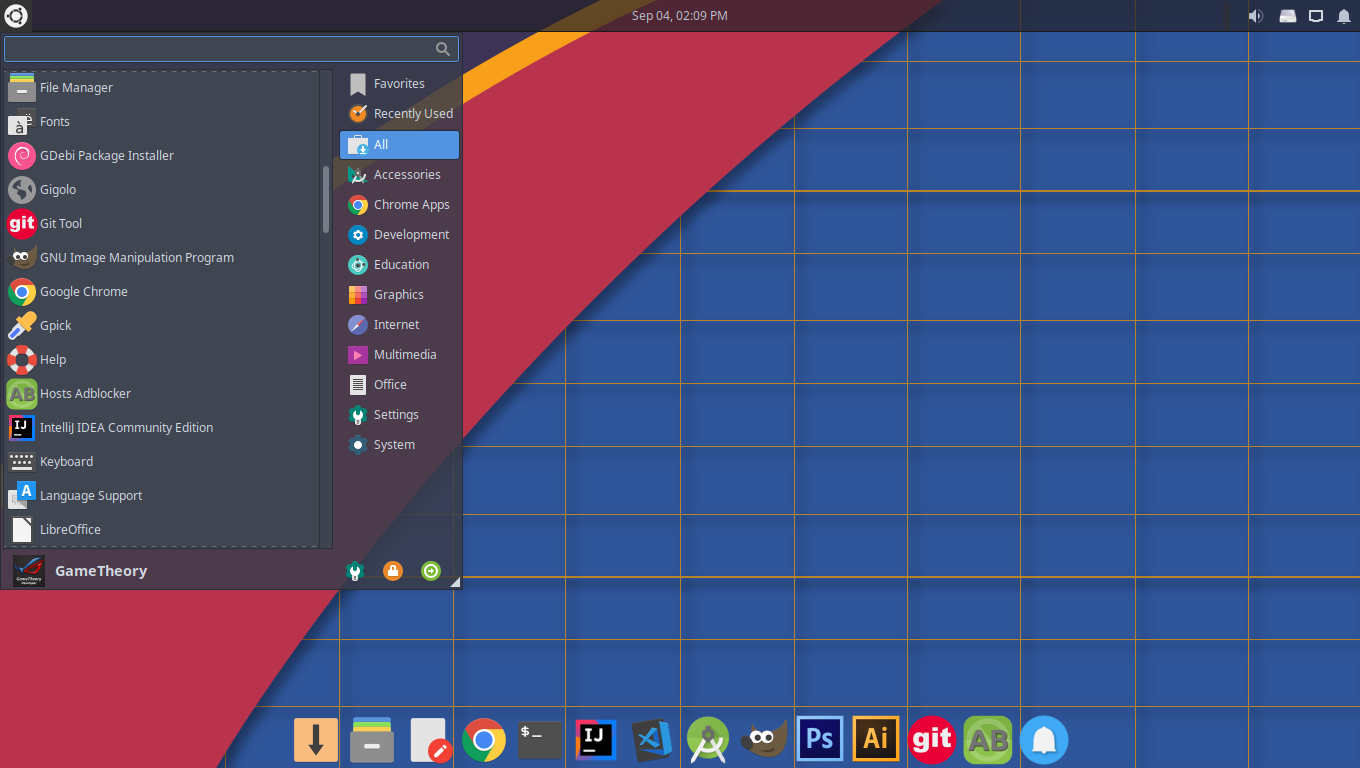 Sep 04, 02:09 PM
File Manager
Fonts
GDebi Package Installer
Gigolo
git Git Tool
GNU Image Manipulation Program
Google Chrome
Gpick
Help
AB Hosts Adblocker
IJ IntelliJ IDEA Community Edition
Keyboard
A Language Support
LibreOffice
Favorites
Recently Used
All
Accessories
Chrome Apps
Development
Education
Graphics
Internet
Multimedia
Office
Settings
System
GameTheory
$_
IJ
Ps
Ai
git
AB